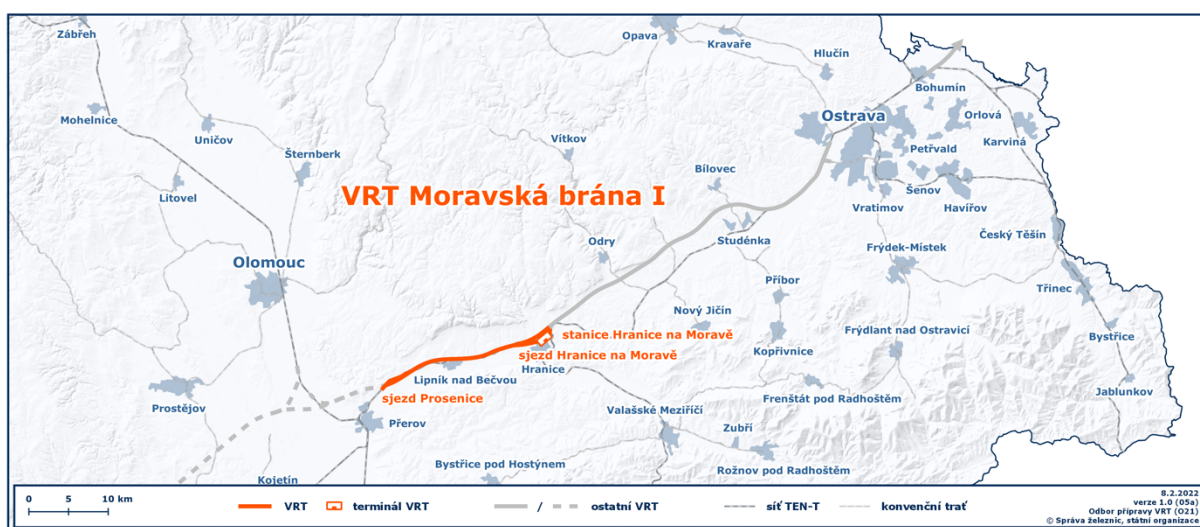 Zábřeh
Opava
Kravaře
Hlučín
Bohumín
Mohelnice
Uničov
Šternberk
Vítkov
Ostrava
Orlová
Petřvald
Karviná
Bílovec
Litovel
VRT Moravská brána I
Šenov
Vratimov
Havířov
Studénka
Český Těšín
Odry
Frýdek-Místek
Olomouc
Příbor
Třinec
Nový Jičín
stanice Hranice na Moravě
Frýdlant nad Ostravicí
Bystřice
sjezd Hranice na Moravě
Kopřivnice
Hranice
Lipník nad Bečvou
Frenštát pod Radhoštěm
Jablunkov
sjezd Prosenice
Prostějov
Přerov
Valašské Meziříčí
Zubří
Bystřice pod Hostýnem
Rožnov pod Radhoštěm
Kojetín
0 5 10 km
VRT
terminál VRT
/
ostatní VRT
síť TEN-T
konvenční trať
8.2.2022
verze 1.0 (05a)
Odbor přípravy VRT (O21)
© Správa železnic, státní organizace